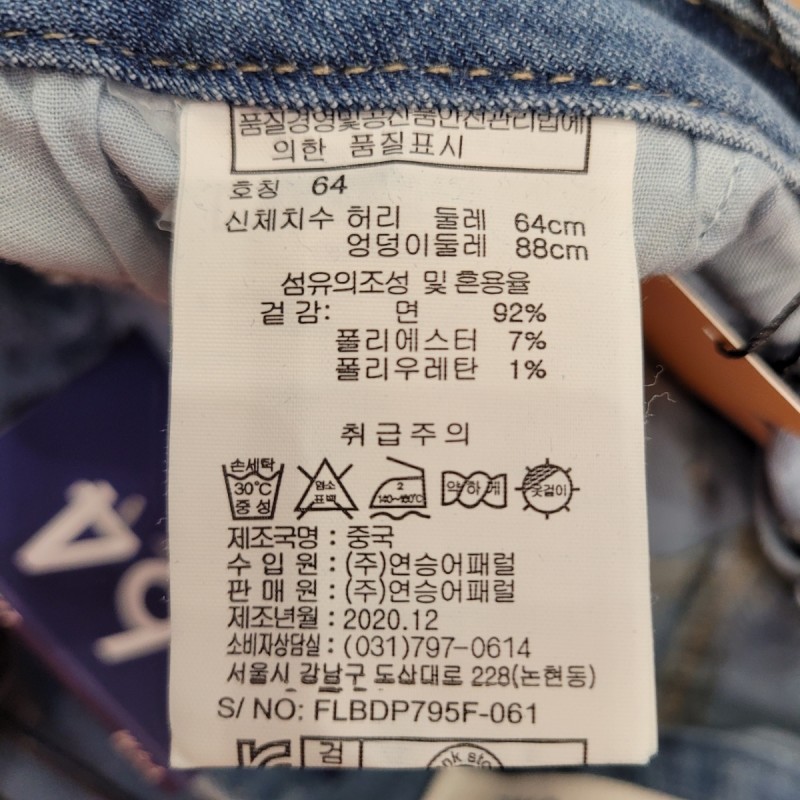 품질경영및공산품안전관리법에
의한 품질표시
호칭 64
신체치수 허리 둘레 64cm
엉덩이둘레 88cm
섬유의조성 및 혼용율
겉 감: 면 92%
폴리에스터 7%
폴리우레탄 1%
취급주의
손세탁
30℃
중성
염소
표백
2
140~160℃
약하게
옷걸이
제조국명 : 중국
수 입 원 : (주)연승어패럴
판 매 원 : (주)연승어패럴
제조년월 : 2020.12
소비자상담실 : (031)797-0614
서울시 강남구 도산대로 228(논현동)
S/ NO: FLBDP795F-061
검